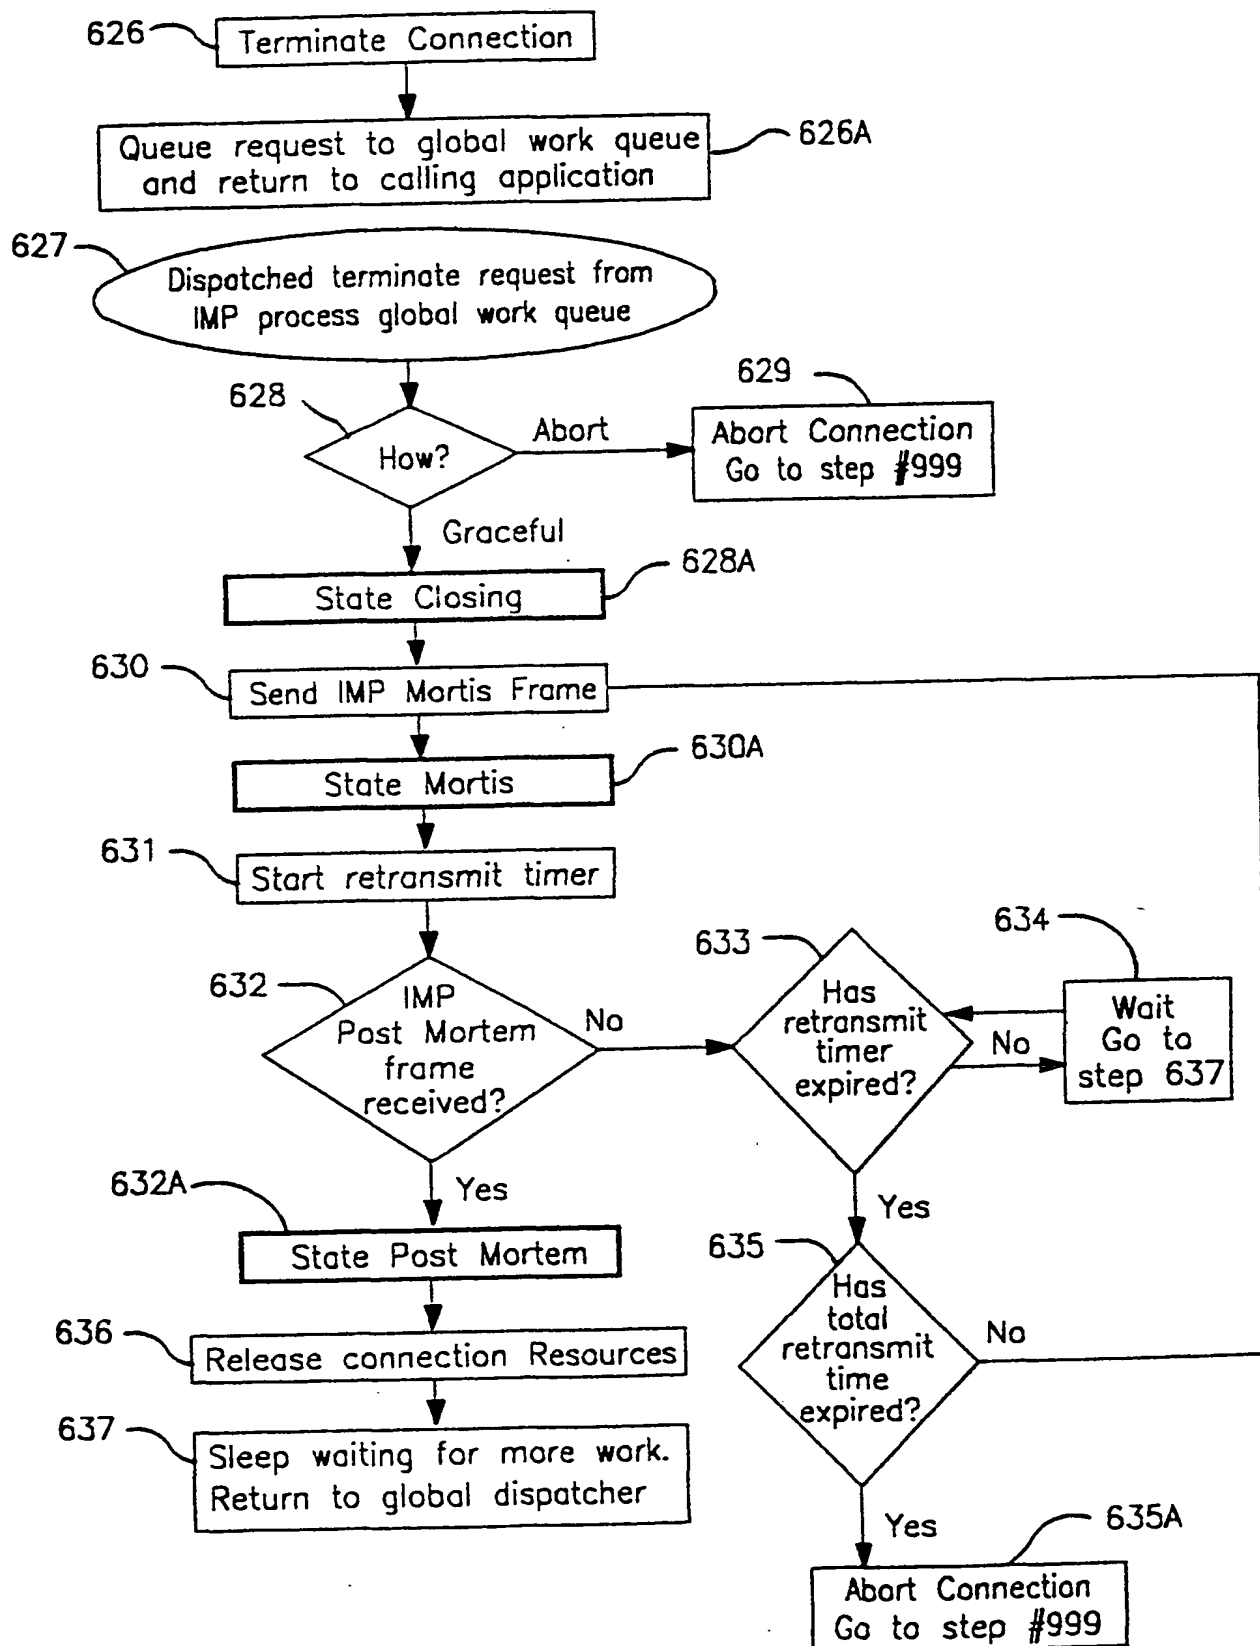 626
Terminate Connection
Queue request to global work queue
and return to calling application
626A
627
Dispatched terminate request from
IMP process global work queue
628
How?
Abort
629
Abort Connection
Go to step #999
Graceful
628A
State Closing
630
Send IMP Mortis Frame
630A
State Mortis
631
Start retransmit timer
632
IMP
Post Mortem
frame
received?
No
633
Has
retransmit
timer
expired?
No
634
Wait
Go to
step 637
Yes
632A
State Post Mortem
Yes
635
Has
total
retransmit
time
expired?
No
636
Release connection Resources
637
Sleep waiting for more work.
Return to global dispatcher
Yes
635A
Abort Connection
Go to step #999